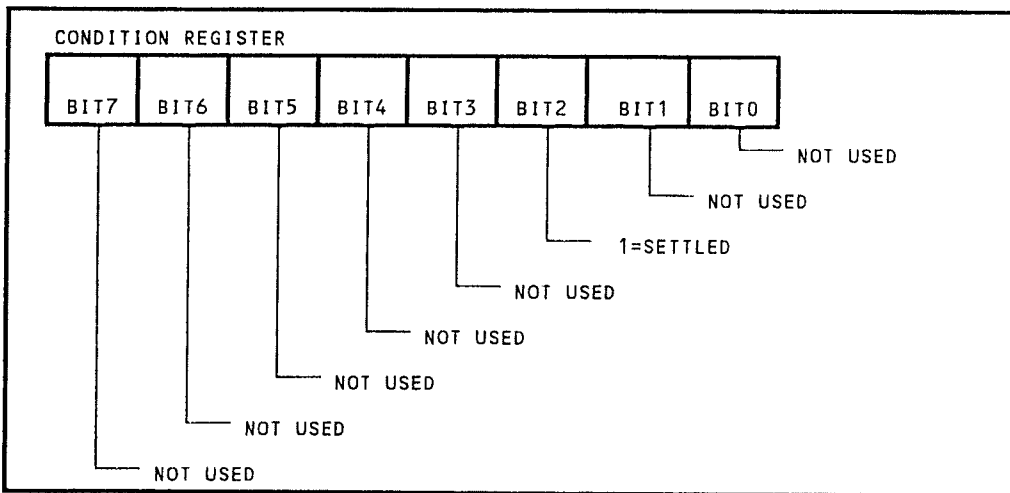 CONDITION REGISTER
BIT7 BIT6 BIT5 BIT4 BIT3 BIT2 BIT1 BIT0
NOT USED
NOT USED
1=SETTLED
NOT USED
NOT USED
NOT USED
NOT USED
NOT USED